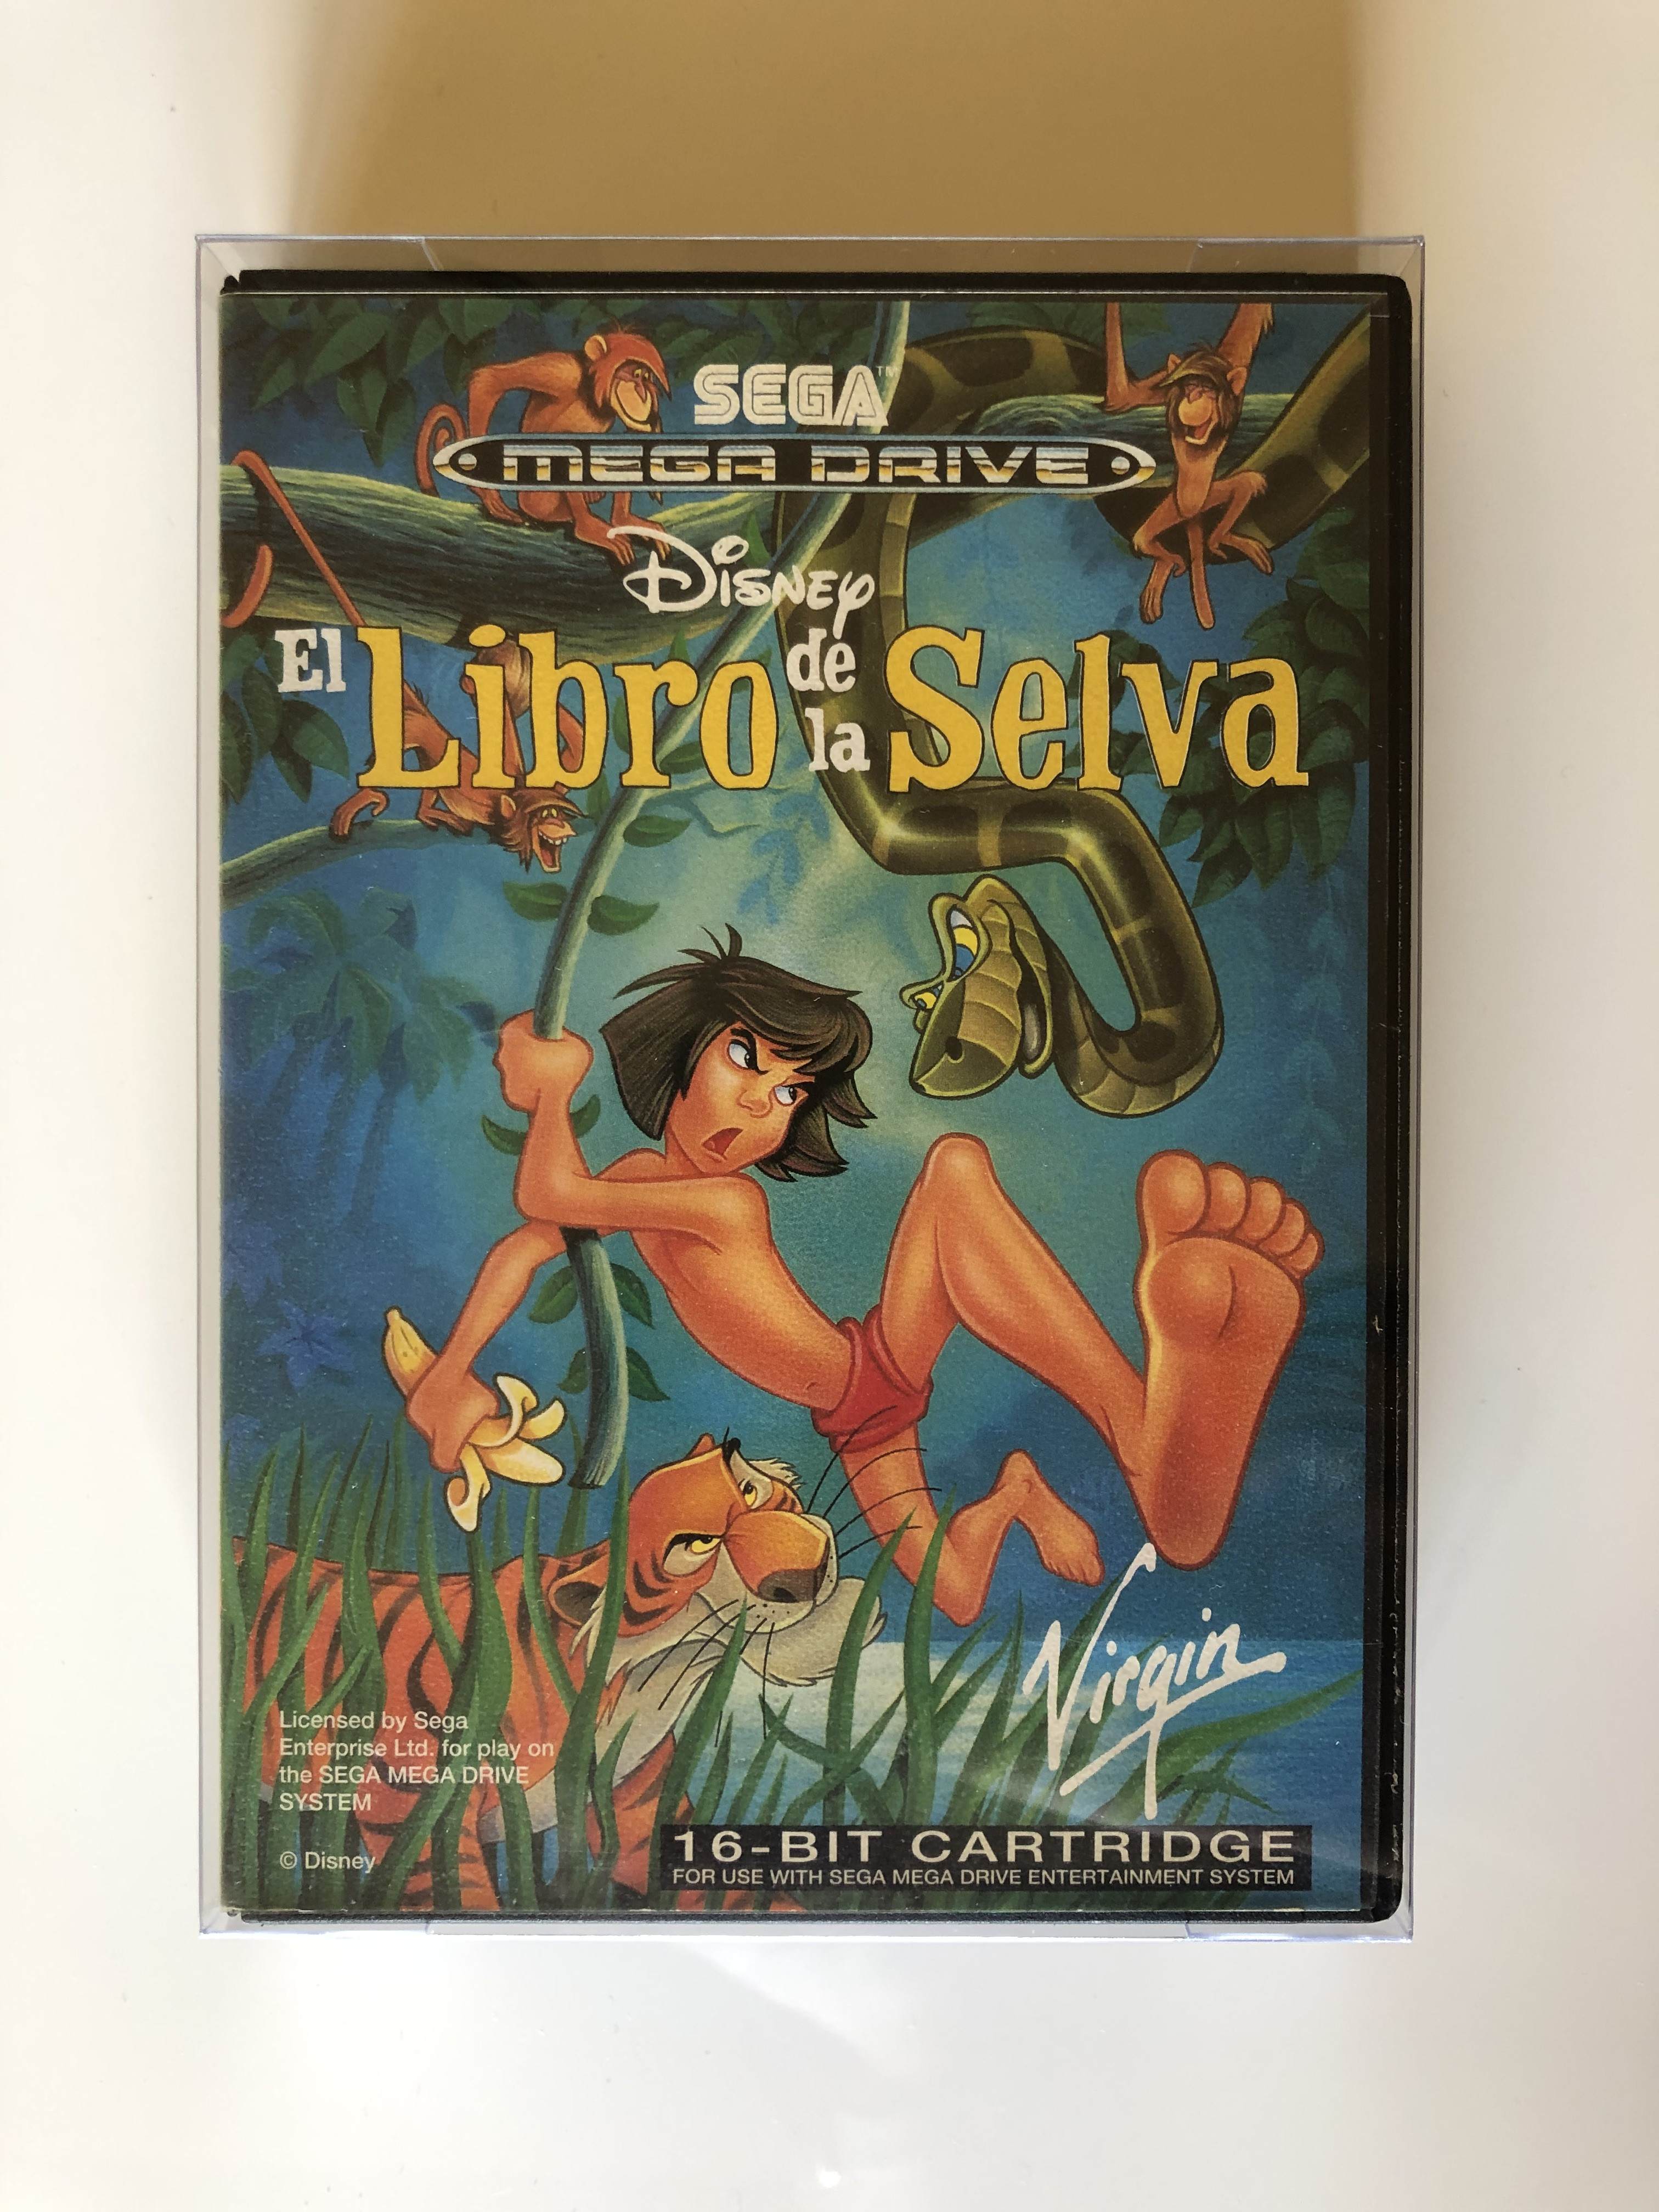 SEGA™
MEGA DRIVE
Disney
El Libro de la Selva
Virgin
Licensed by Sega
Enterprise Ltd. for play on
the SEGA MEGA DRIVE
SYSTEM
© Disney
16-BIT CARTRIDGE
FOR USE WITH SEGA MEGA DRIVE ENTERTAINMENT SYSTEM